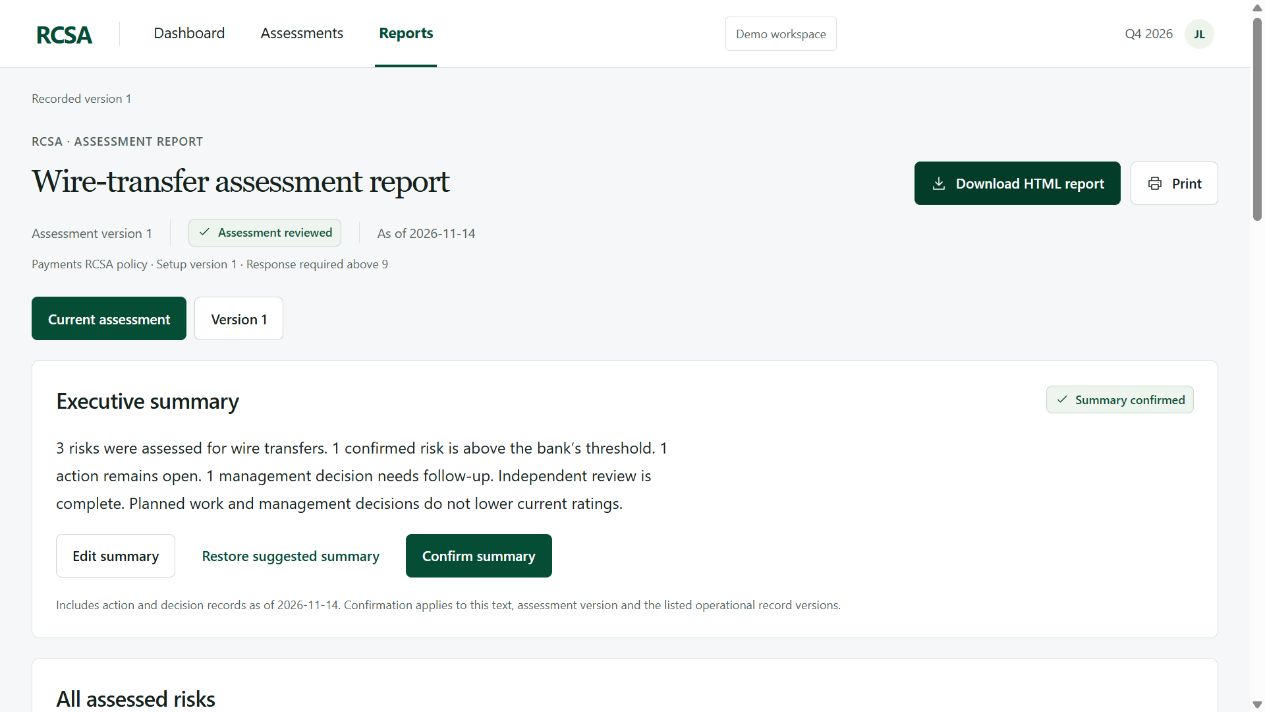 RCSA
Dashboard
Assessments
Reports
Demo workspace
Q4 2026
JL
Recorded version 1
RCSA · ASSESSMENT REPORT
Wire-transfer assessment report
Download HTML report
Print
Assessment version 1
Assessment reviewed
As of 2026-11-14
Payments RCSA policy · Setup version 1 · Response required above 9
Current assessment
Version 1
Executive summary
Summary confirmed
3 risks were assessed for wire transfers. 1 confirmed risk is above the bank's threshold. 1
action remains open. 1 management decision needs follow-up. Independent review is
complete. Planned work and management decisions do not lower current ratings.
Edit summary
Restore suggested summary
Confirm summary
Includes action and decision records as of 2026-11-14. Confirmation applies to this text, assessment version and the listed operational record versions.
All assessed risks